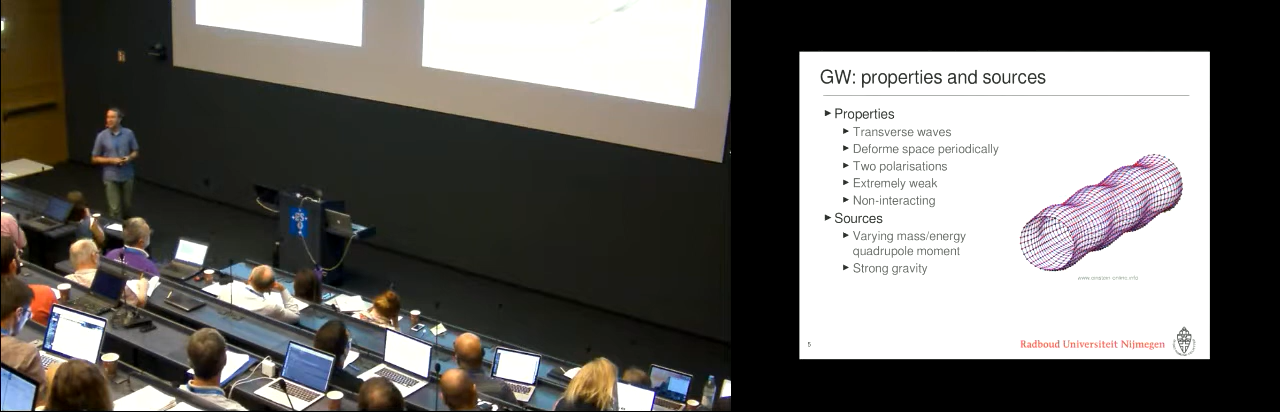 GW: properties and sources
Properties
Transverse waves
Deforme space periodically
Two polarisations
Extremely weak
Non-interacting
Sources
Varying mass/energy
quadrupole moment
Strong gravity
5
Radboud Universiteit Nijmegen